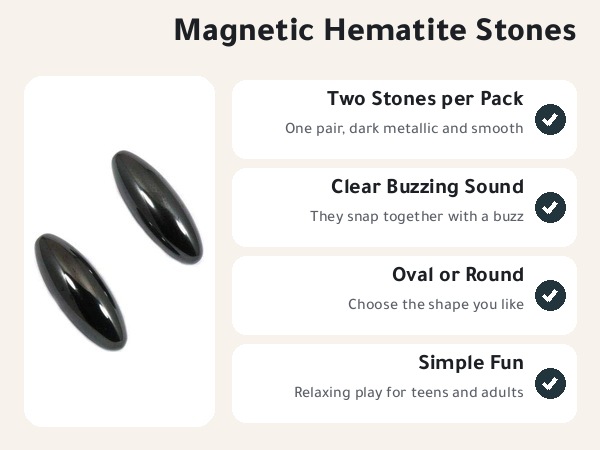 Magnetic Hematite Stones
Two Stones per Pack
One pair, dark metallic and smooth
Clear Buzzing Sound
They snap together with a buzz
Oval or Round
Choose the shape you like
Simple Fun
Relaxing play for teens and adults